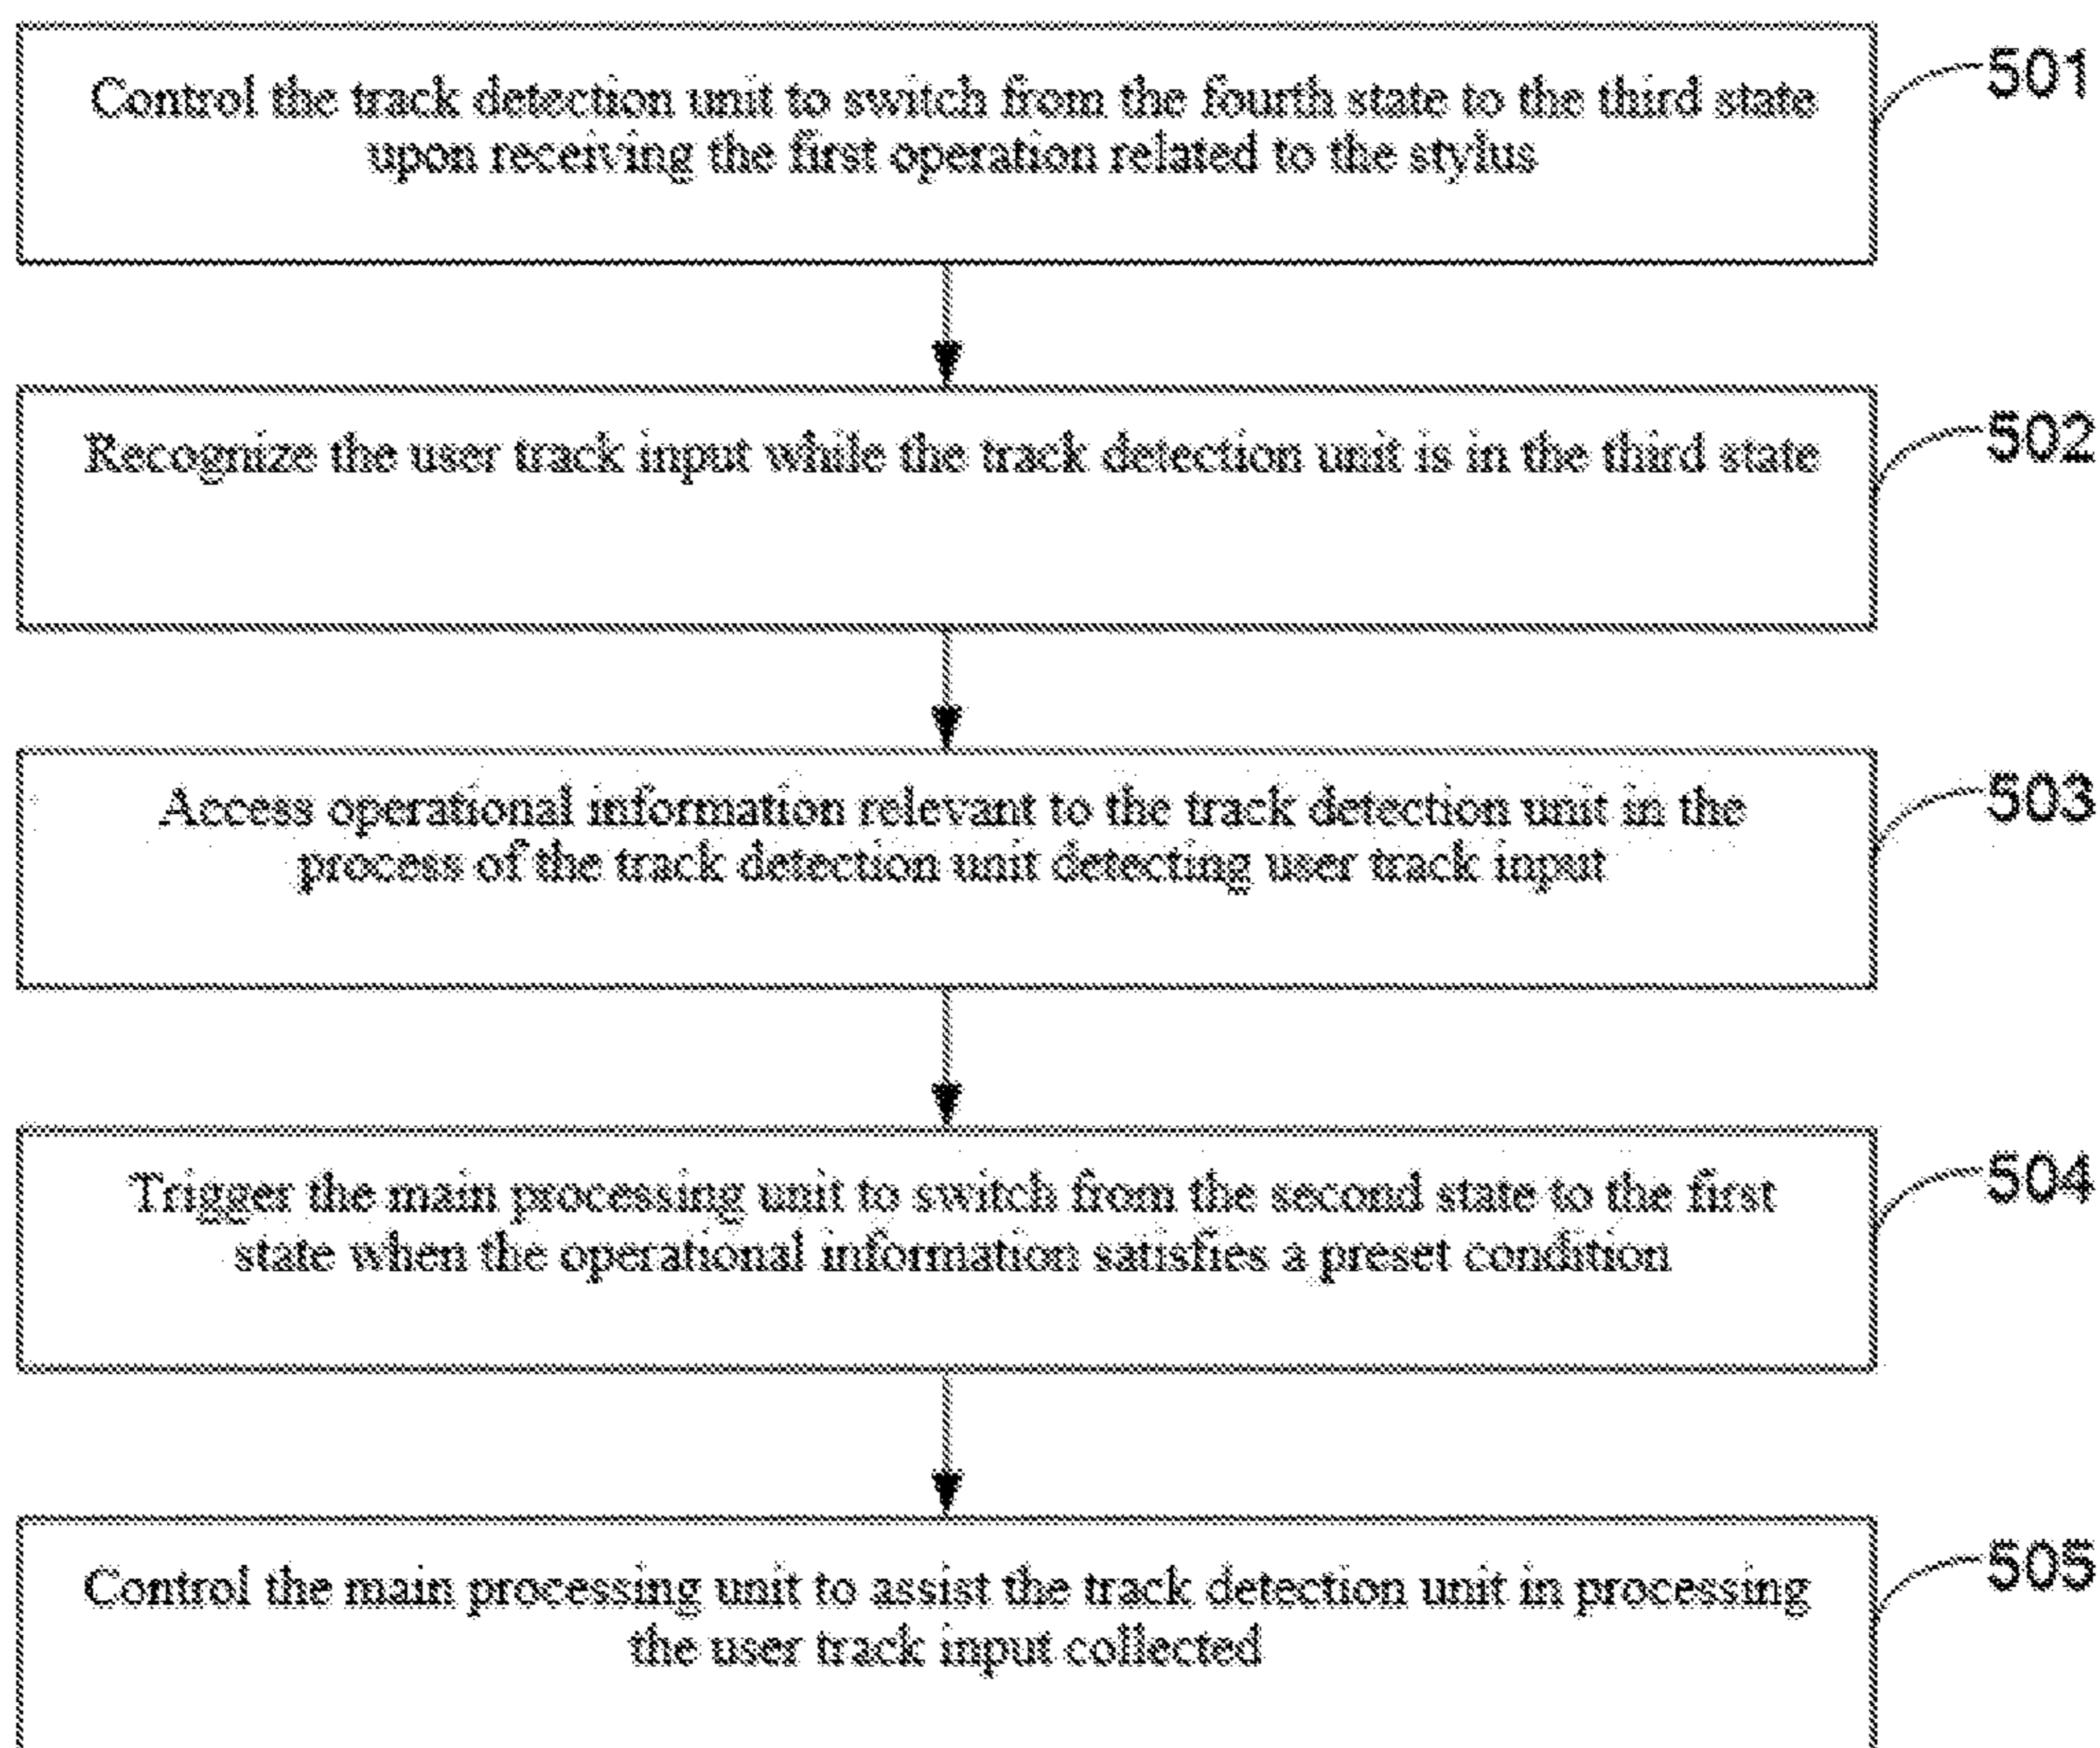 Control the track detection unit to switch from the fourth state to the third state
upon receiving the first operation related to the stylus
501
Recognize the user track input while the track detection unit is in the third state
502
Access operational information relevant to the track detection unit in the
process of the track detection unit detecting user track input
503
Trigger the main processing unit to switch from the second state to the first
state when the operational information satisfies a preset condition
504
Control the main processing unit to assist the track detection unit in processing
the user track input collected
505